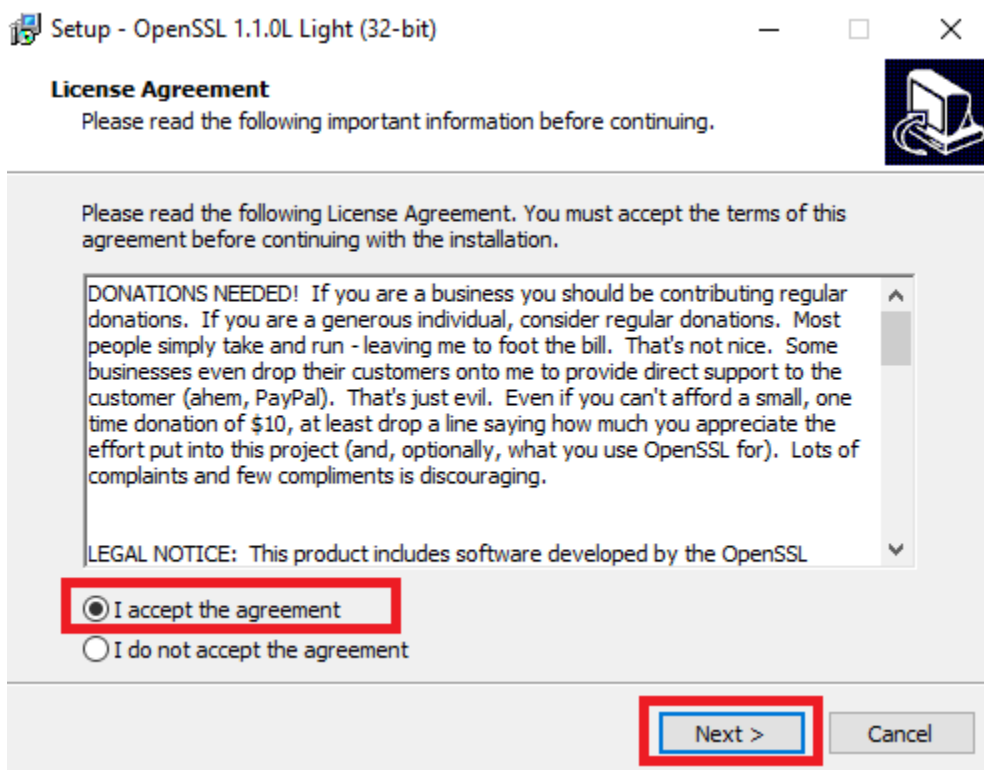 Setup - OpenSSL 1.1.0L Light (32-bit)
License Agreement
Please read the following important information before continuing.
Please read the following License Agreement. You must accept the terms of this
agreement before continuing with the installation.
DONATIONS NEEDED!  If you are a business you should be contributing regular
donations.  If you are a generous individual, consider regular donations.  Most
people simply take and run - leaving me to foot the bill.  That's not nice.  Some
businesses even drop their customers onto me to provide direct support to the
customer (ahem, PayPal).  That's just evil.  Even if you can't afford a small, one
time donation of $10, at least drop a line saying how much you appreciate the
effort put into this project (and, optionally, what you use OpenSSL for).  Lots of
complaints and few compliments is discouraging.
LEGAL NOTICE:  This product includes software developed by the OpenSSL
I accept the agreement
I do not accept the agreement
Next >
Cancel